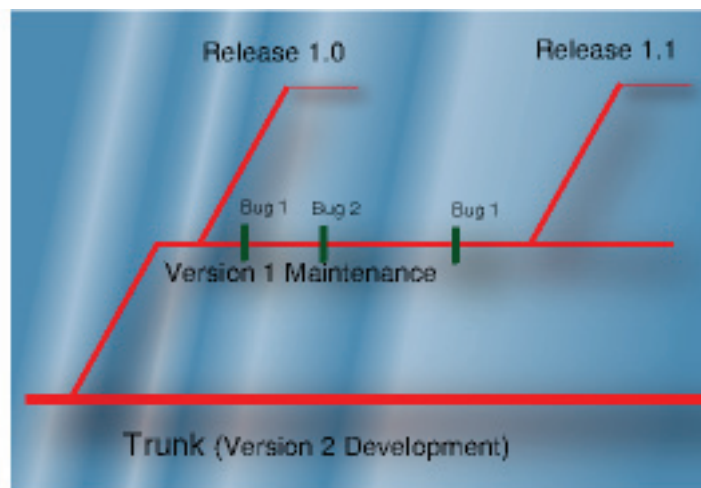 Release 1.0
Release 1.1
Bug 1
Bug 2
Bug 1
Version 1 Maintenance
Trunk (Version 2 Development)